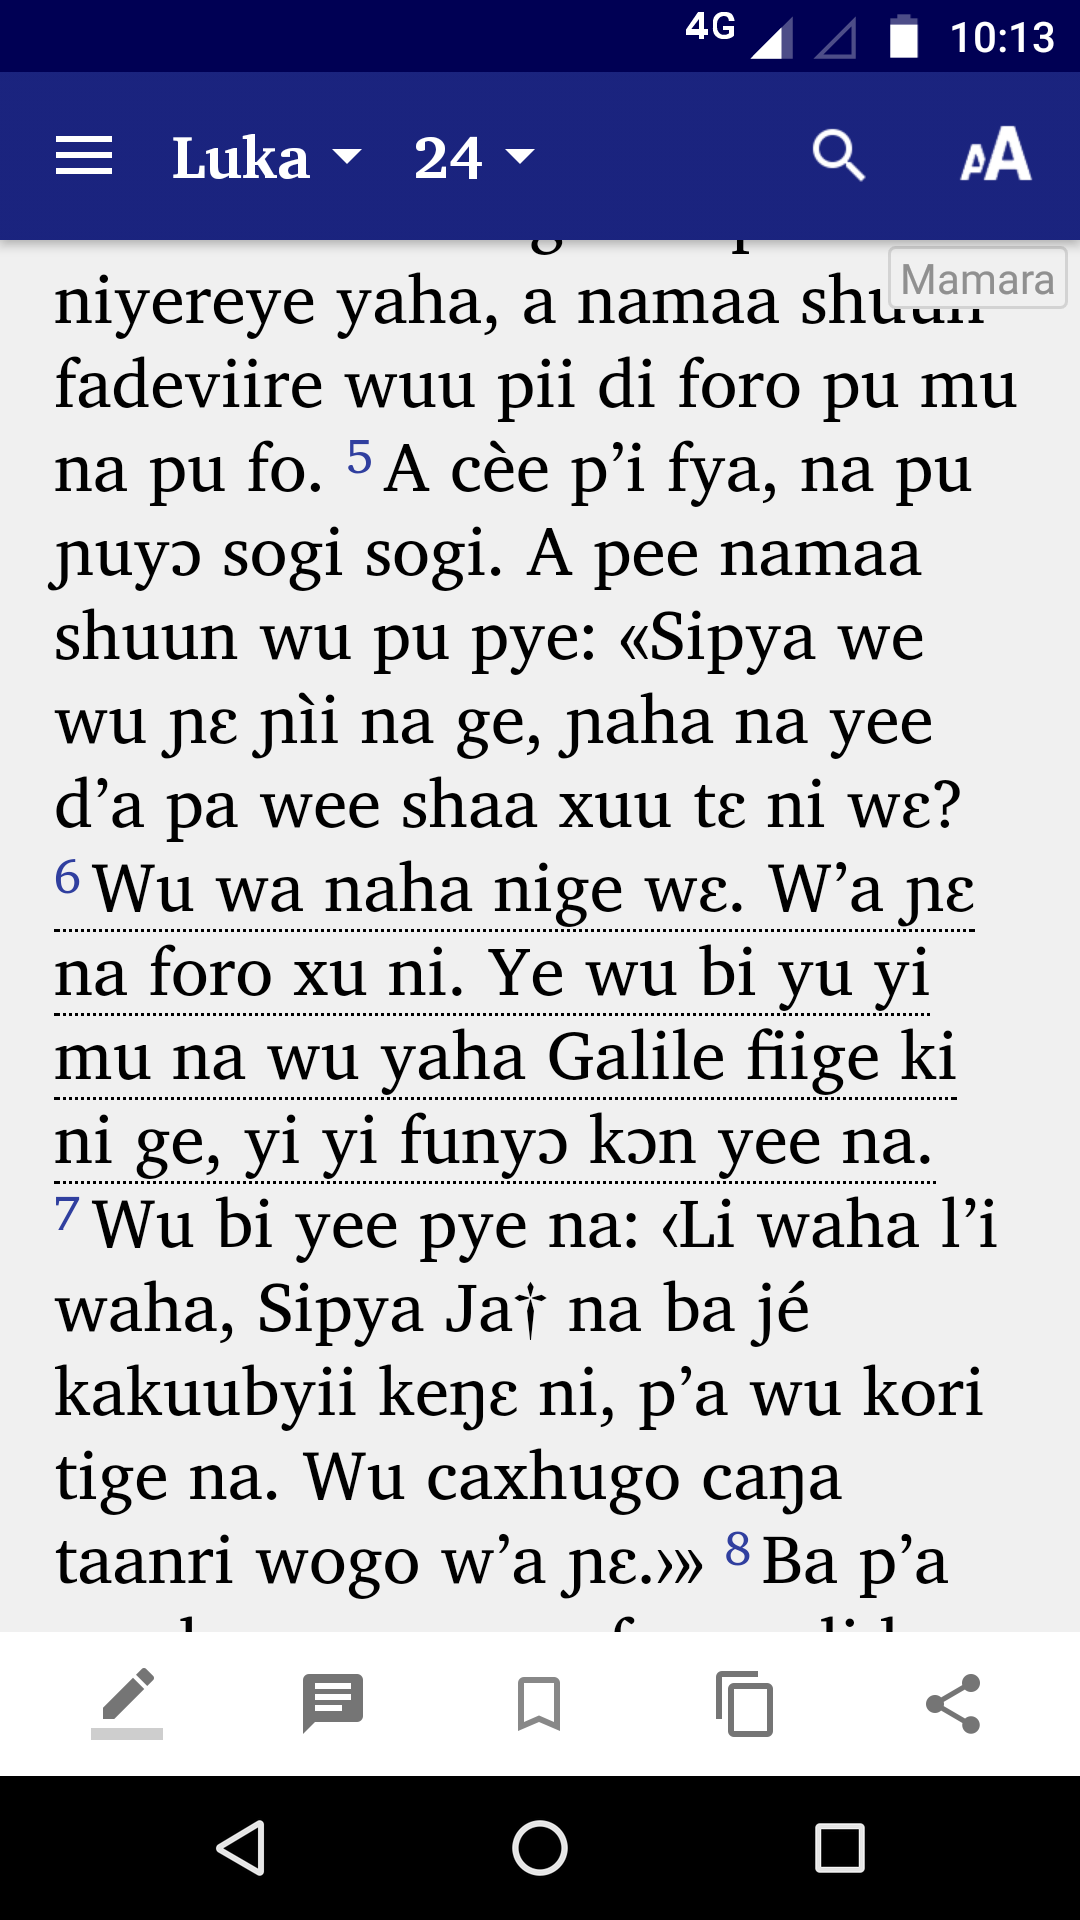 4G 10:13
Luka 24
Mamara
niyereye yaha, a namaa shuun
fadeviire wuu pii di foro pu mu
na pu fo. 5 A cèe p’i fya, na pu
ɲuyɔ sogi sogi. A pee namaa
shuun wu pu pye: «Sipya we
wu ɲɛ ɲìi na ge, ɲaha na yee
d’a pa wee shaa xuu tɛ ni wɛ?
6 Wu wa naha nige wɛ. W’a ɲɛ
na foro xu ni. Ye wu bi yu yi
mu na wu yaha Galile fiige ki
ni ge, yi yi funyɔ kɔn yee na.
7 Wu bi yee pye na: ‹Li waha l’i
waha, Sipya Ja† na ba jé
kakuubyii keŋɛ ni, p’a wu kori
tige na. Wu caxhugo caŋa
taanri wogo w’a ɲɛ.›» 8 Ba p’a